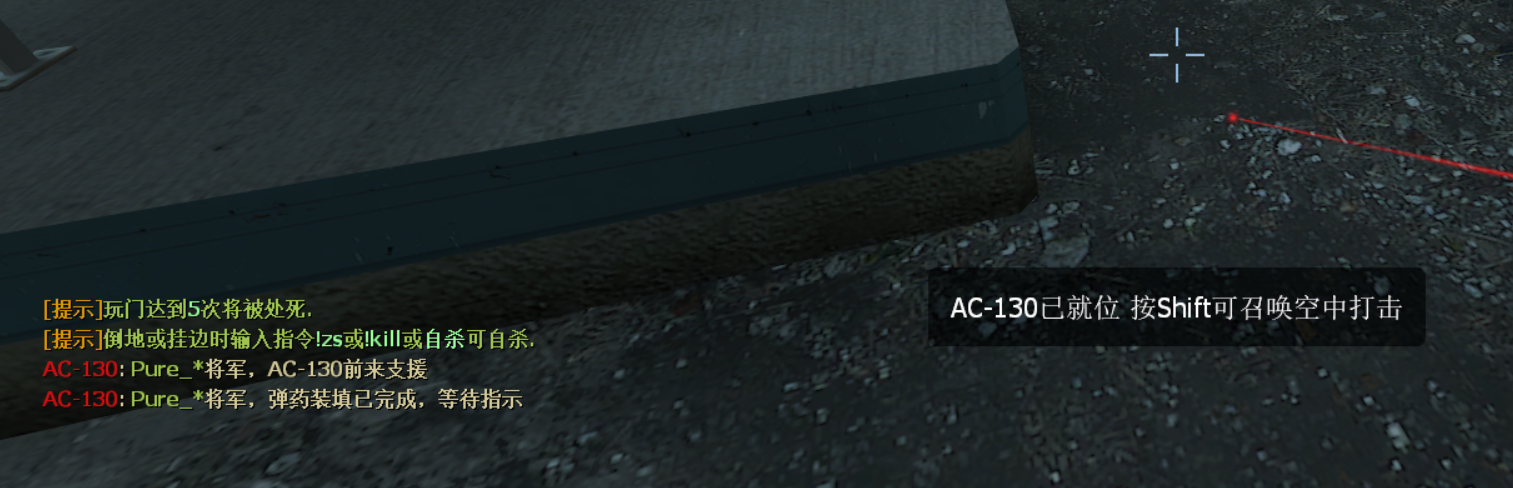 [提示]玩门达到5次将被处死.
[提示]倒地或挂边时输入指令!zs或!kill或自杀可自杀.
AC-130: Pure_*将军，AC-130前来支援
AC-130: Pure_*将军，弹药装填已完成，等待指示
AC-130已就位 按Shift可召唤空中打击